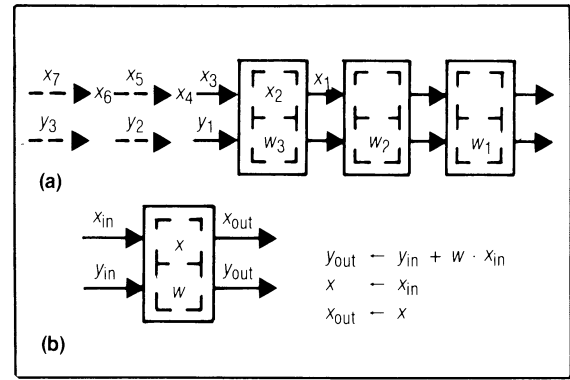 x7 x6 x5 x4 x3 x2 x1
y3 y2 y1 w3 w2 w1
(a)
xin x xout
yin w yout
yout ← yin + w · xin
x ← xin
xout ← x
(b)